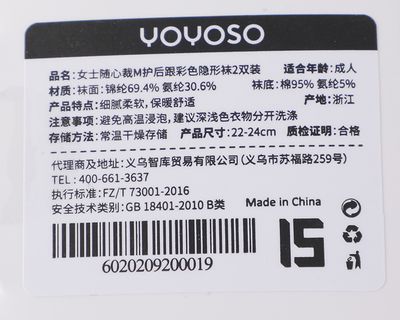 YOYOSO
品名:女士随心裁M护后跟彩色隐形袜2双装 适合年龄:成人
材质:袜面:锦纶69.4% 氨纶30.6% 袜底:棉95% 氨纶5%
产品特点:细腻柔软,保暖舒适 产地:浙江
注意事项:避免高温浸泡,建议深浅色衣物分开洗涤
存储方法:常温干燥存储 产品尺寸:22-24cm 质检证明:合格
代理商及地址:义乌智库贸易有限公司(义乌市苏福路259号)
TEL:400-661-3637
执行标准:FZ/T 73001-2016
安全技术类别:GB 18401-2010 B类 Made in China
15
6020209200019